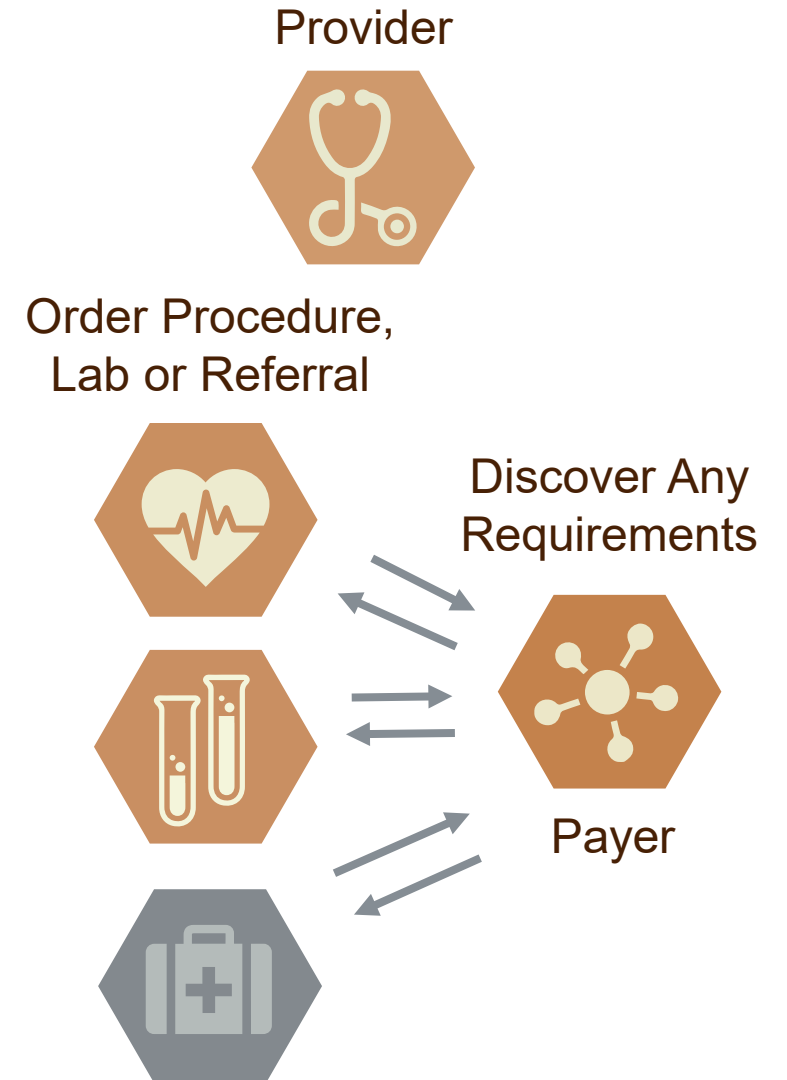 Provider
Order Procedure,
Lab or Referral
Discover Any
Requirements
Payer